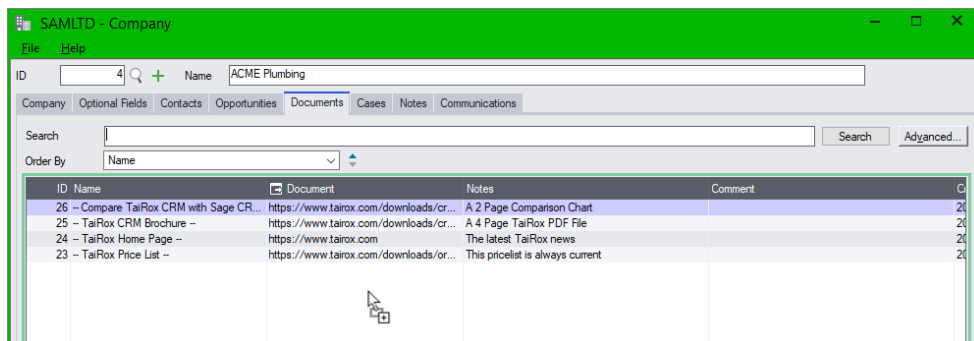 SAMLTD - Company
File Help
ID 4 Name ACME Plumbing
Company Optional Fields Contacts Opportunities Documents Cases Notes Communications
Search Search Advanced...
Order By Name
ID Name Document Notes Comment
26 -- Compare TaiRox CRM with Sage CR... https://www.tairox.com/downloads/cr... A 2 Page Comparison Chart 20
25 -- TaiRox CRM Brochure -- https://www.tairox.com/downloads/cr... A 4 Page TaiRox PDF File 20
24 -- TaiRox Home Page -- https://www.tairox.com The latest TaiRox news 20
23 -- TaiRox Price List -- https://www.tairox.com/downloads/or... This pricelist is always current 20